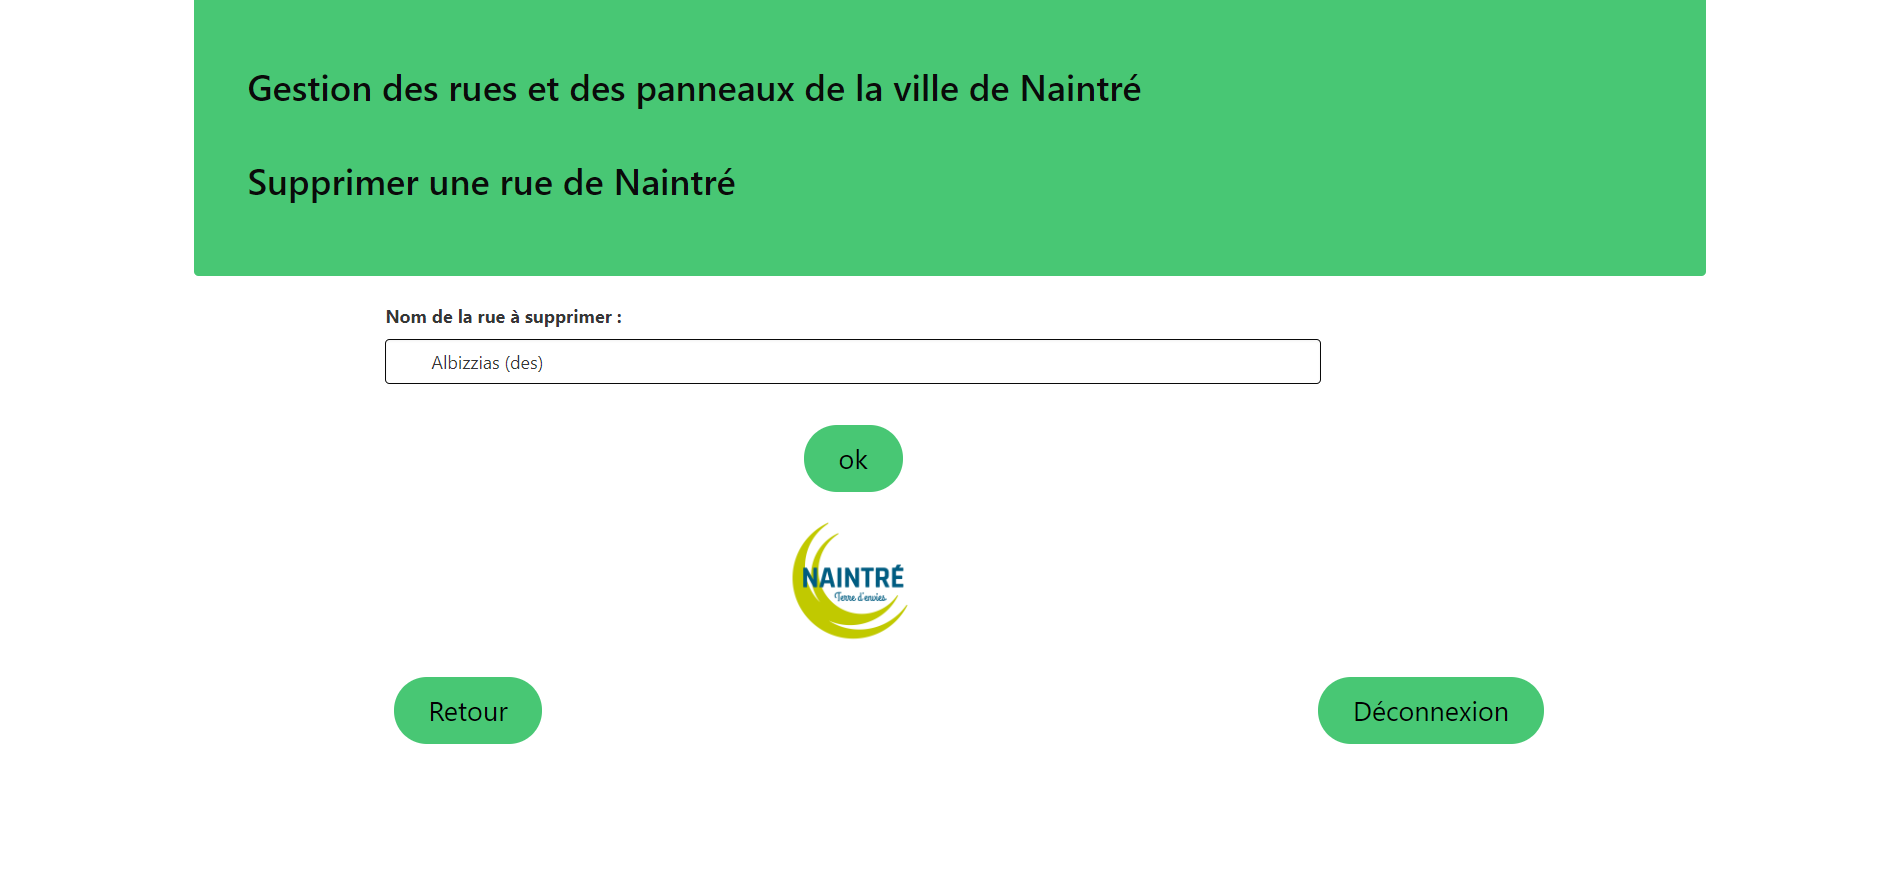 Gestion des rues et des panneaux de la ville de Naintré
Supprimer une rue de Naintré
Nom de la rue à supprimer :
Albizzias (des)
ok
NAINTRÉ
Terre d'envies
Retour
Déconnexion